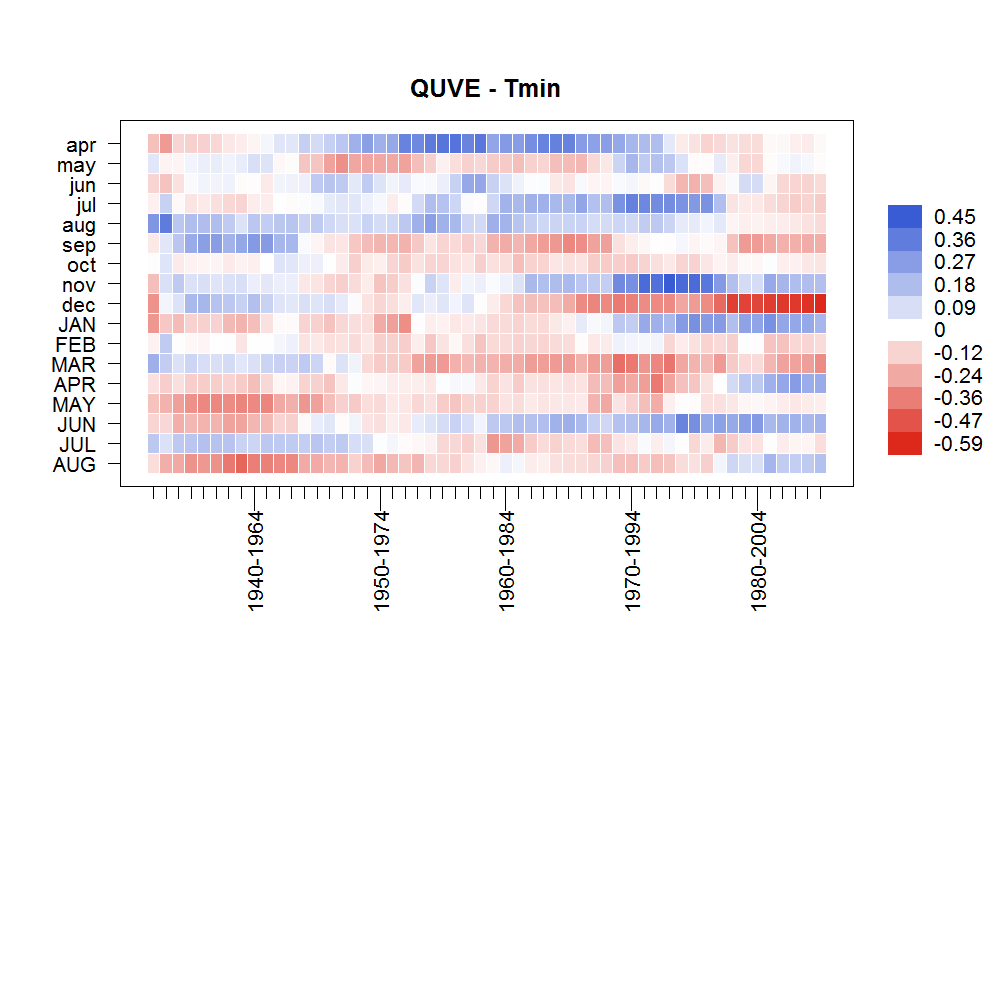 QUVE - Tmin
apr
may
jun
jul
aug
sep
oct
nov
dec
JAN
FEB
MAR
APR
MAY
JUN
JUL
AUG
1940-1964
1950-1974
1960-1984
1970-1994
1980-2004
0.45
0.36
0.27
0.18
0.09
0
-0.12
-0.24
-0.36
-0.47
-0.59